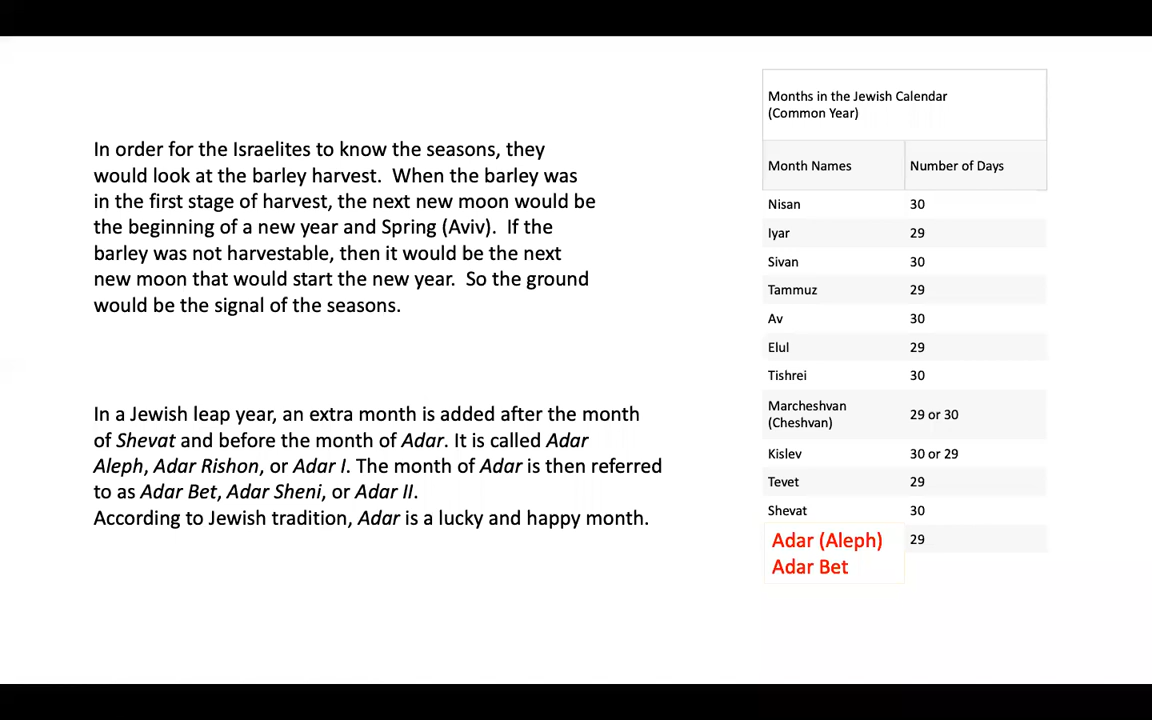 In order for the Israelites to know the seasons, they
would look at the barley harvest.  When the barley was
in the first stage of harvest, the next new moon would be
the beginning of a new year and Spring (Aviv).  If the
barley was not harvestable, then it would be the next
new moon that would start the new year.  So the ground
would be the signal of the seasons.
In a Jewish leap year, an extra month is added after the month
of Shevat and before the month of Adar. It is called Adar
Aleph, Adar Rishon, or Adar I. The month of Adar is then referred
to as Adar Bet, Adar Sheni, or Adar II.
According to Jewish tradition, Adar is a lucky and happy month.
Months in the Jewish Calendar
(Common Year)
Month Names Number of Days
Nisan 30
Iyar 29
Sivan 30
Tammuz 29
Av 30
Elul 29
Tishrei 30
Marcheshvan
(Cheshvan) 29 or 30
Kislev 30 or 29
Tevet 29
Shevat 30
Adar (Aleph) 29
Adar Bet